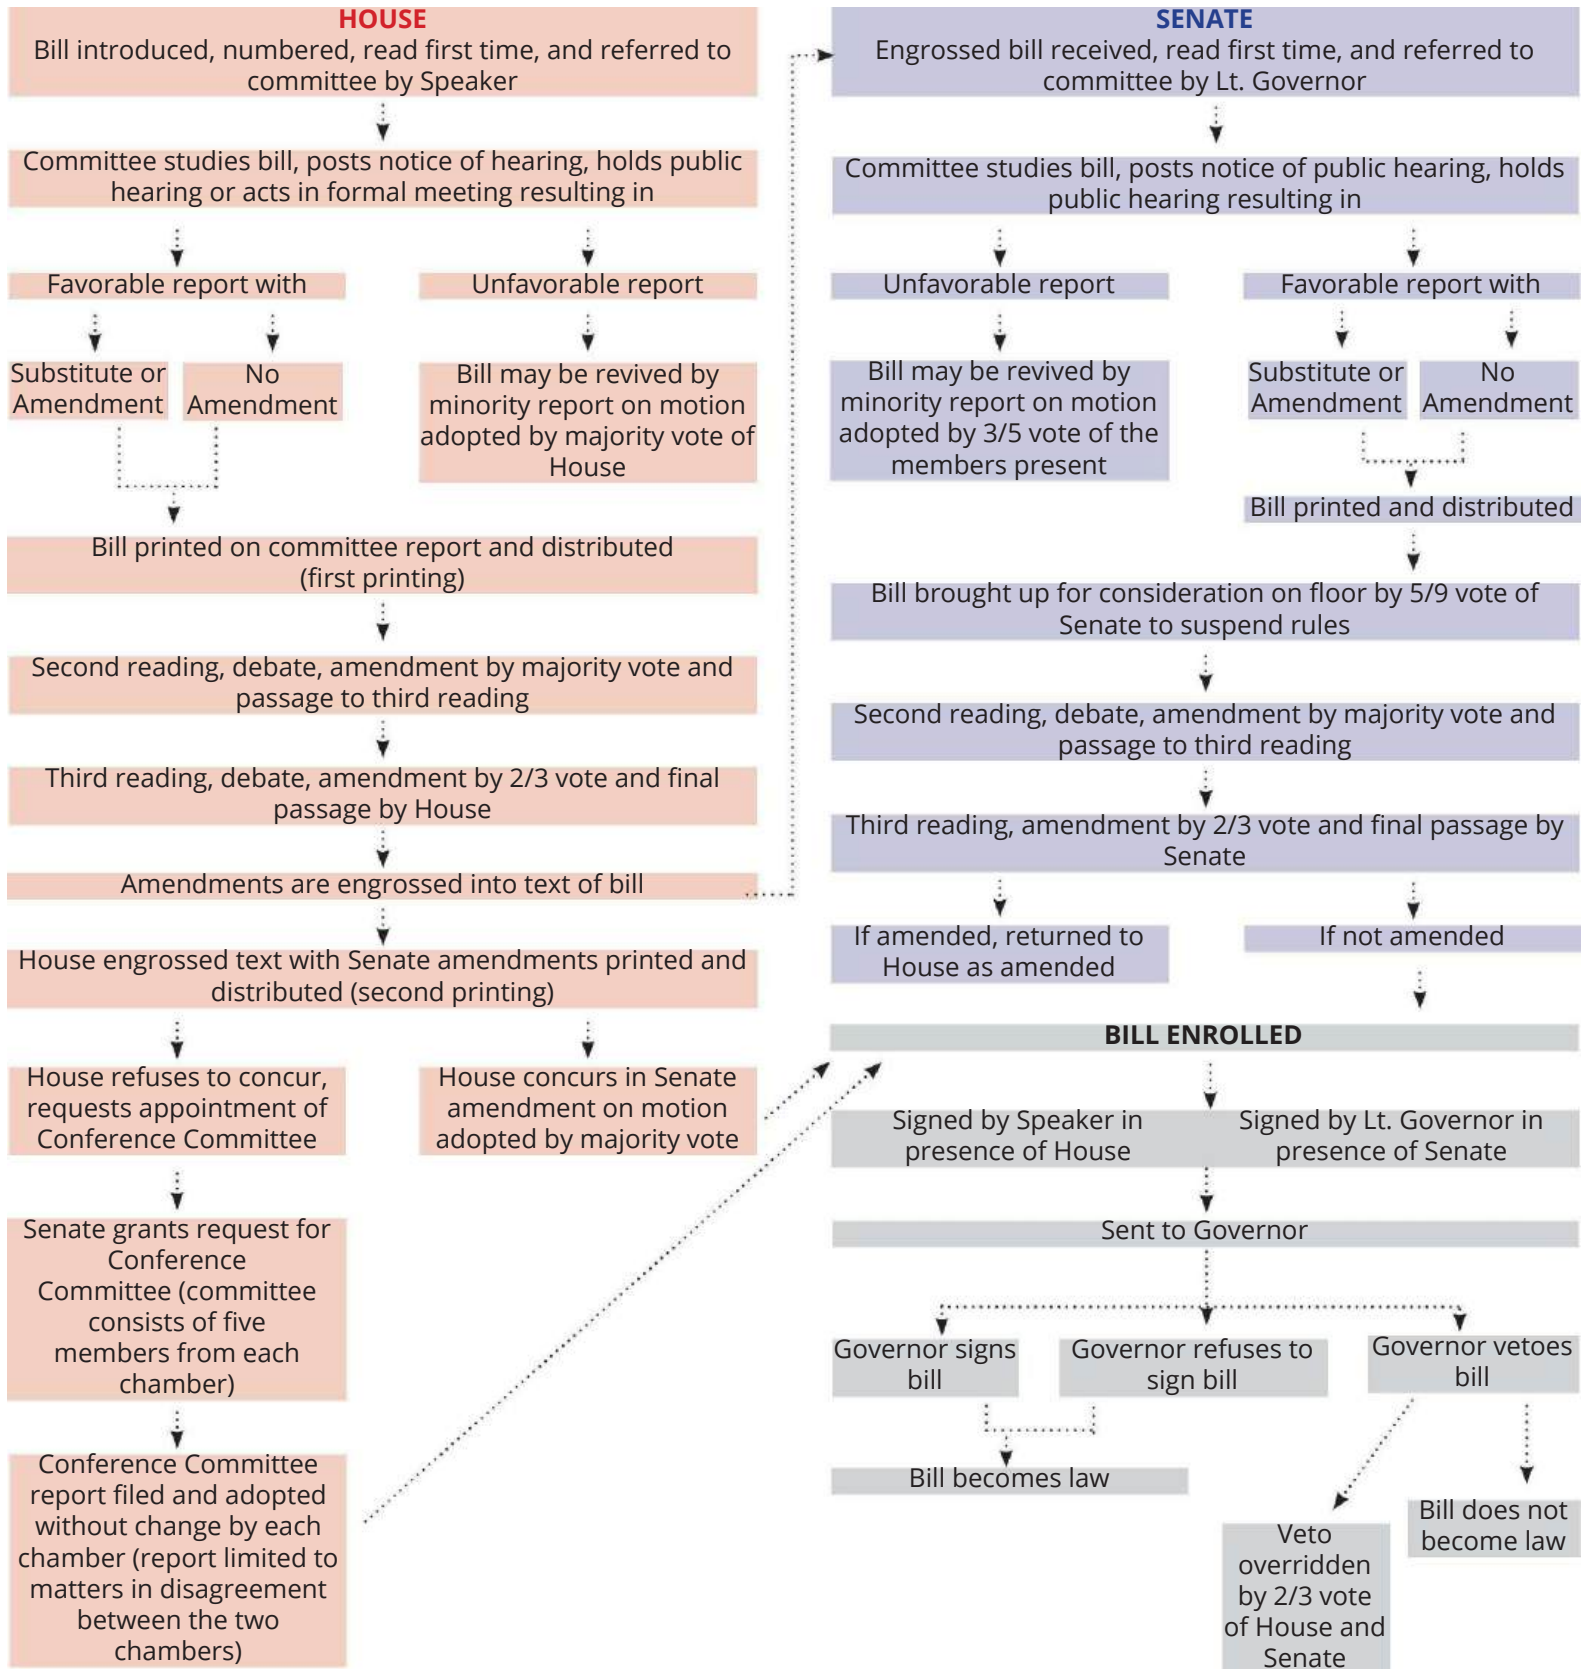 HOUSE
Bill introduced, numbered, read first time, and referred to
committee by Speaker
Committee studies bill, posts notice of hearing, holds public
hearing or acts in formal meeting resulting in
Favorable report with
Unfavorable report
Substitute or
Amendment
No
Amendment
Bill may be revived by
minority report on motion
adopted by majority vote of
House
Bill printed on committee report and distributed
(first printing)
Second reading, debate, amendment by majority vote and
passage to third reading
Third reading, debate, amendment by 2/3 vote and final
passage by House
Amendments are engrossed into text of bill
House engrossed text with Senate amendments printed and
distributed (second printing)
House refuses to concur,
requests appointment of
Conference Committee
House concurs in Senate
amendment on motion
adopted by majority vote
Senate grants request for
Conference
Committee (committee
consists of five
members from each
chamber)
Conference Committee
report filed and adopted
without change by each
chamber (report limited to
matters in disagreement
between the two
chambers)
SENATE
Engrossed bill received, read first time, and referred to
committee by Lt. Governor
Committee studies bill, posts notice of public hearing, holds
public hearing resulting in
Unfavorable report
Favorable report with
Bill may be revived by
minority report on motion
adopted by 3/5 vote of the
members present
Substitute or
Amendment
No
Amendment
Bill printed and distributed
Bill brought up for consideration on floor by 5/9 vote of
Senate to suspend rules
Second reading, debate, amendment by majority vote and
passage to third reading
Third reading, amendment by 2/3 vote and final passage by
Senate
If amended, returned to
House as amended
If not amended
BILL ENROLLED
Signed by Speaker in
presence of House
Signed by Lt. Governor in
presence of Senate
Sent to Governor
Governor signs
bill
Governor refuses to
sign bill
Governor vetoes
bill
Bill becomes law
Veto
overridden
by 2/3 vote
of House and
Senate
Bill does not
become law